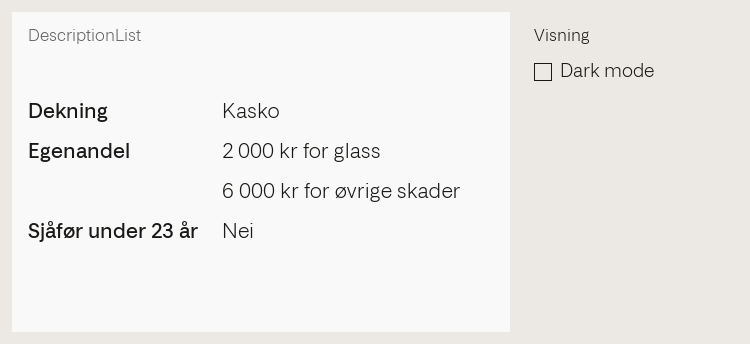 DescriptionList
Visning
Dark mode
Dekning Kasko
Egenandel 2 000 kr for glass
6 000 kr for øvrige skader
Sjåfør under 23 år Nei